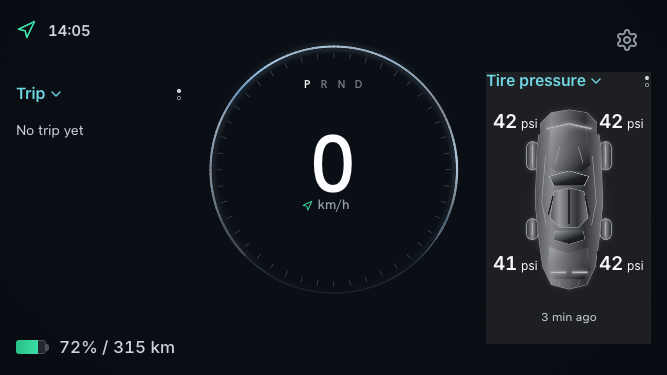 14:05
Trip
No trip yet
P R N D
0
km/h
Tire pressure
42 psi
42 psi
41 psi
42 psi
3 min ago
72% / 315 km